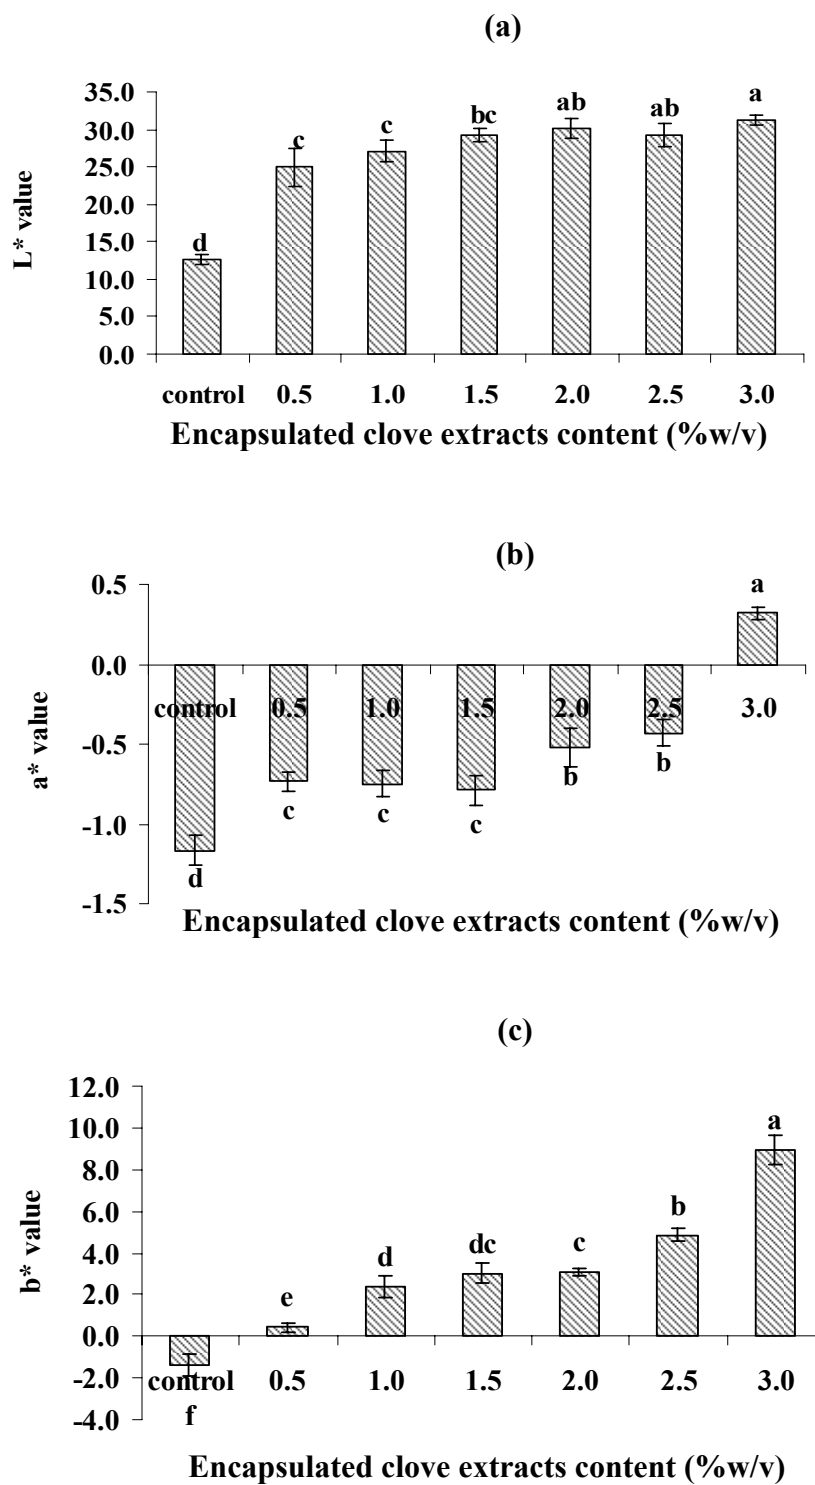 (a)
35.0
30.0
25.0
20.0
15.0
10.0
5.0
0.0
L* value
d
c
c
bc
ab
ab
a
control 0.5 1.0 1.5 2.0 2.5 3.0
Encapsulated clove extracts content (%w/v)
(b)
0.5
0.0
-0.5
-1.0
-1.5
a* value
a
control 0.5 1.0 1.5 2.0 2.5 3.0
d
c
c
c
b
b
Encapsulated clove extracts content (%w/v)
(c)
12.0
10.0
8.0
6.0
4.0
2.0
0.0
-2.0
-4.0
b* value
e
d
dc
c
b
a
control 0.5 1.0 1.5 2.0 2.5 3.0
f
Encapsulated clove extracts content (%w/v)